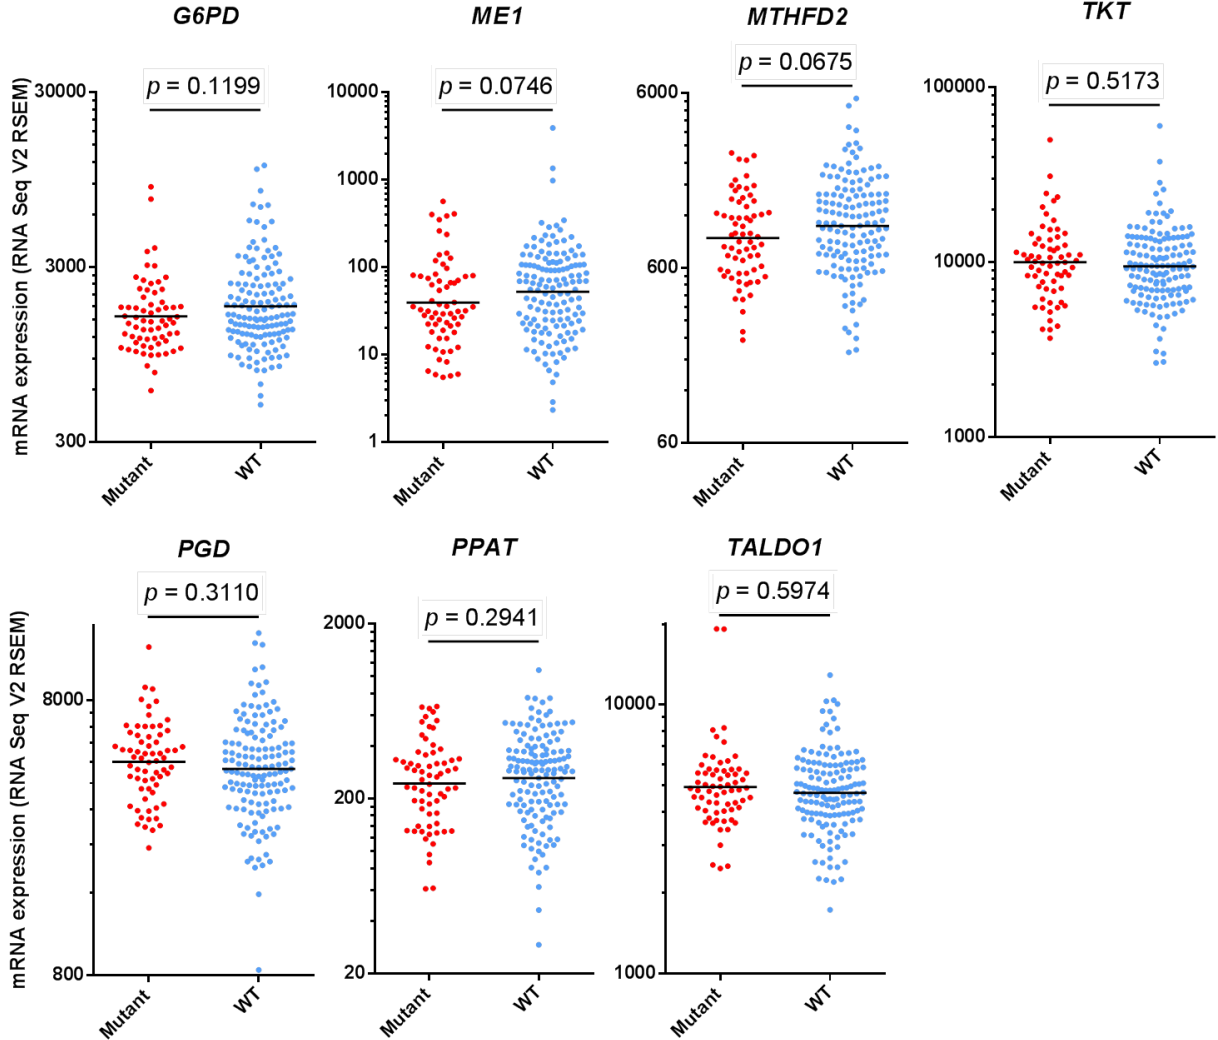 G6PD
ME1
MTHFD2
TKT
p = 0.1199
p = 0.0746
p = 0.0675
p = 0.5173
mRNA expression (RNA Seq V2 RSEM)
30000
3000
300
Mutant
WT
10000
1000
100
10
1
Mutant
WT
6000
600
60
Mutant
WT
100000
10000
1000
Mutant
WT
PGD
PPAT
TALDO1
p = 0.3110
p = 0.2941
p = 0.5974
mRNA expression (RNA Seq V2 RSEM)
8000
800
Mutant
WT
2000
200
20
Mutant
WT
10000
1000
Mutant
WT